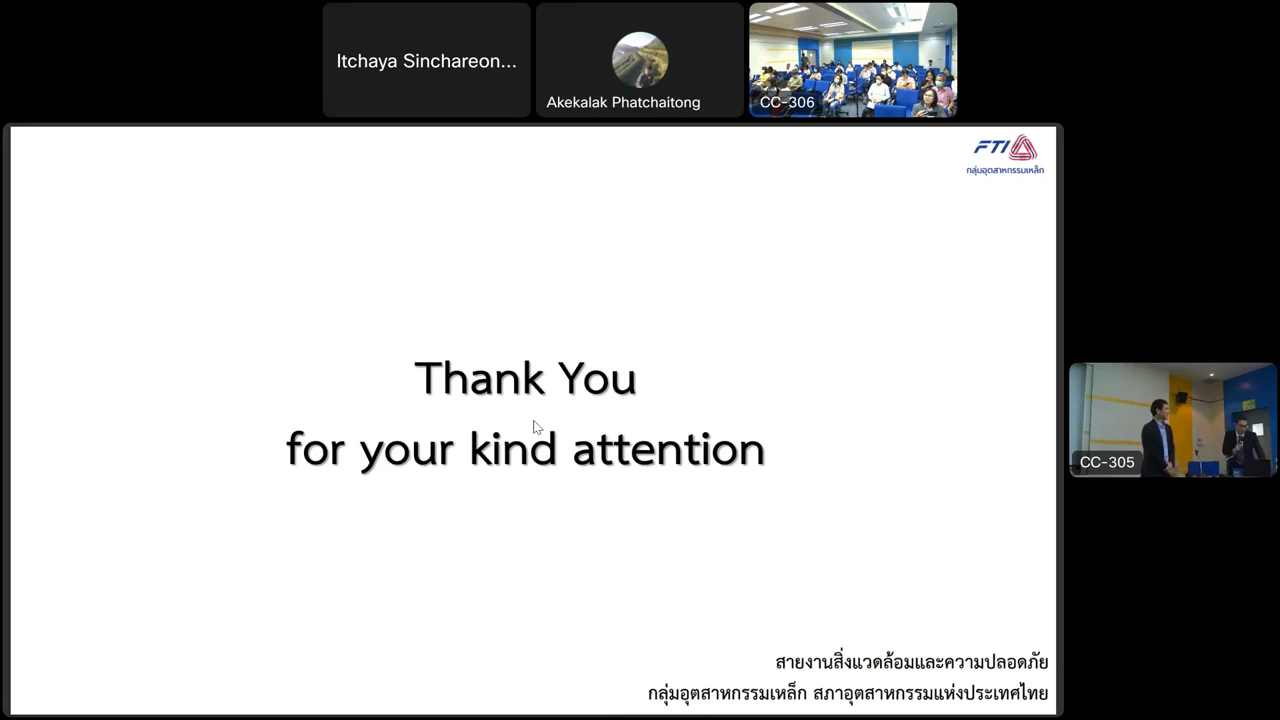 Itchaya Sinchareon...
Akekalak Phatchaitong
CC-306
FTI
กลุ่มอุตสาหกรรมเหล็ก
Thank You
for your kind attention
CC-305
สายงานสิ่งแวดล้อมและความปลอดภัย
กลุ่มอุตสาหกรรมเหล็ก สภาอุตสาหกรรมแห่งประเทศไทย